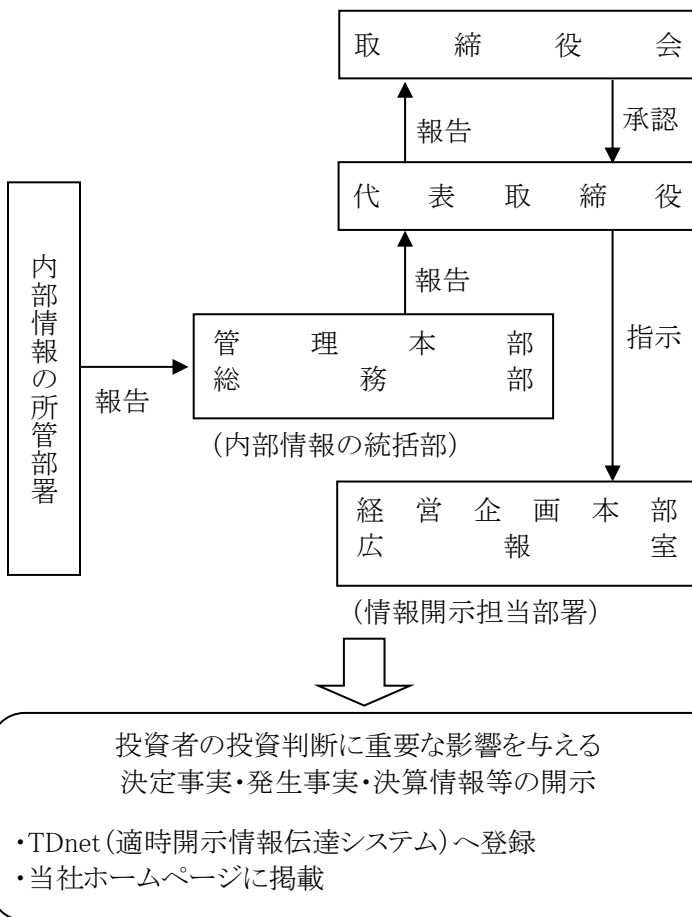 取締役会
報告
承認
代表取締役
報告
指示
内部情報の所管部署
報告
管理本部
総務部
(内部情報の統括部)
経営企画本部
広報室
(情報開示担当部署)
投資者の投資判断に重要な影響を与える
決定事実・発生事実・決算情報等の開示
・TDnet(適時開示情報伝達システム)へ登録
・当社ホームページに掲載